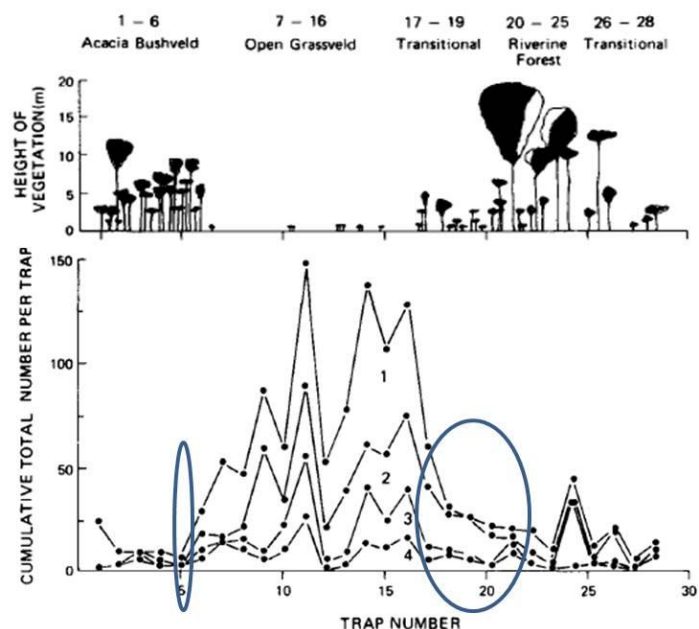 1 – 6 7 – 16 17 – 19 20 – 25 26 – 28
Acacia Bushveld Open Grassveld Transitional Riverine Forest Transitional
HEIGHT OF VEGETATION(m)
20
15
10
5
0
CUMULATIVE TOTAL NUMBER PER TRAP
150
100
50
0
1
2
3
4
5 10 15 20 25 30
TRAP NUMBER